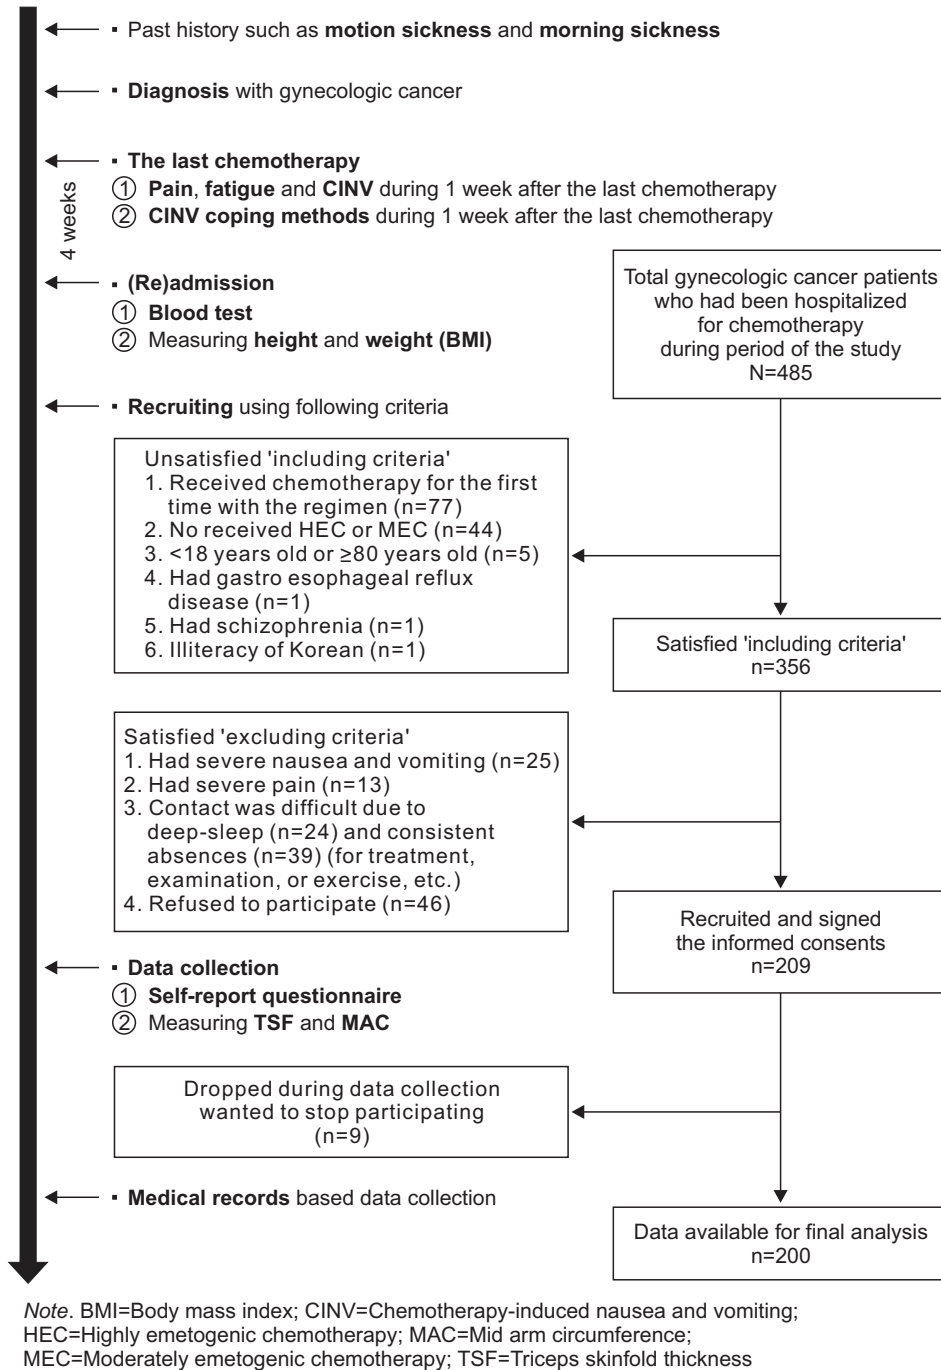 ▪ Past history such as motion sickness and morning sickness
▪ Diagnosis with gynecologic cancer
▪ The last chemotherapy
① Pain, fatigue and CINV during 1 week after the last chemotherapy
② CINV coping methods during 1 week after the last chemotherapy
4 weeks
▪ (Re)admission
① Blood test
② Measuring height and weight (BMI)
Total gynecologic cancer patients
who had been hospitalized
for chemotherapy
during period of the study
N=485
▪ Recruiting using following criteria
Unsatisfied 'including criteria'
1. Received chemotherapy for the first
time with the regimen (n=77)
2. No received HEC or MEC (n=44)
3. <18 years old or ≥80 years old (n=5)
4. Had gastro esophageal reflux
disease (n=1)
5. Had schizophrenia (n=1)
6. Illiteracy of Korean (n=1)
Satisfied 'including criteria'
n=356
Satisfied 'excluding criteria'
1. Had severe nausea and vomiting (n=25)
2. Had severe pain (n=13)
3. Contact was difficult due to
deep-sleep (n=24) and consistent
absences (n=39) (for treatment,
examination, or exercise, etc.)
4. Refused to participate (n=46)
Recruited and signed
the informed consents
n=209
▪ Data collection
① Self-report questionnaire
② Measuring TSF and MAC
Dropped during data collection
wanted to stop participating
(n=9)
▪ Medical records based data collection
Data available for final analysis
n=200
Note. BMI=Body mass index; CINV=Chemotherapy-induced nausea and vomiting;
HEC=Highly emetogenic chemotherapy; MAC=Mid arm circumference;
MEC=Moderately emetogenic chemotherapy; TSF=Triceps skinfold thickness